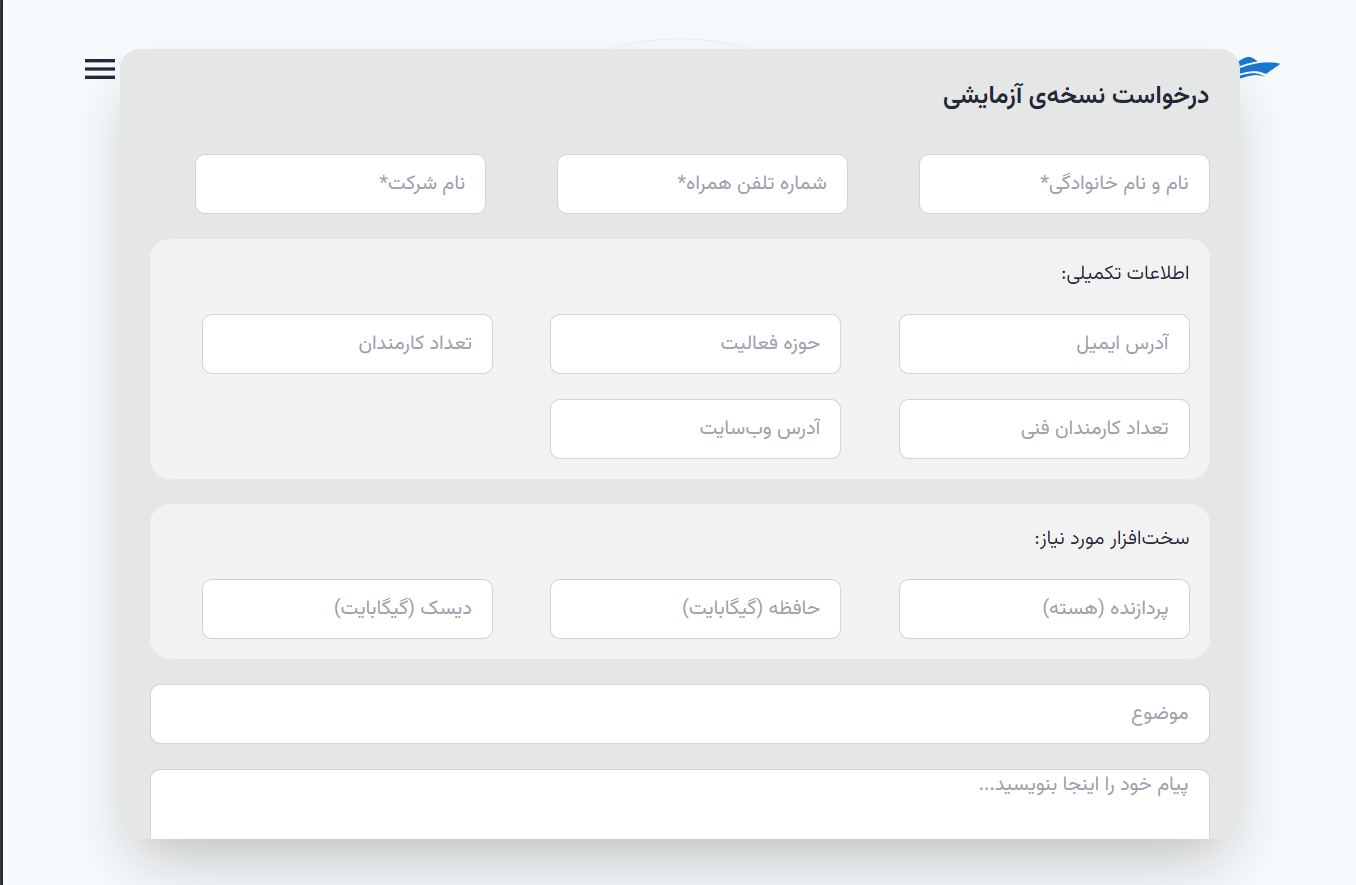 درخواست نسخه‌ی آزمایشی
نام و نام خانوادگی*
شماره تلفن همراه*
نام شرکت*
اطلاعات تکمیلی:
آدرس ایمیل
حوزه فعالیت
تعداد کارمندان
تعداد کارمندان فنی
آدرس وب‌سایت
سخت‌افزار مورد نیاز:
پردازنده (هسته)
حافظه (گیگابایت)
دیسک (گیگابایت)
موضوع
پیام خود را اینجا بنویسید...